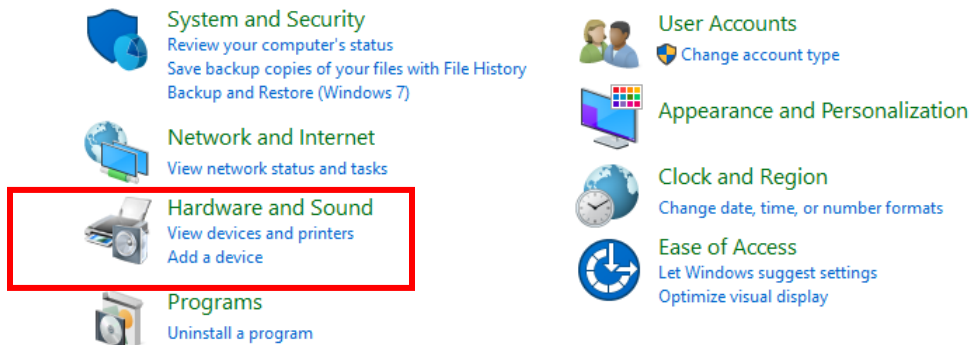 System and Security
Review your computer's status
Save backup copies of your files with File History
Backup and Restore (Windows 7)
Network and Internet
View network status and tasks
Hardware and Sound
View devices and printers
Add a device
Programs
Uninstall a program
User Accounts
Change account type
Appearance and Personalization
Clock and Region
Change date, time, or number formats
Ease of Access
Let Windows suggest settings
Optimize visual display